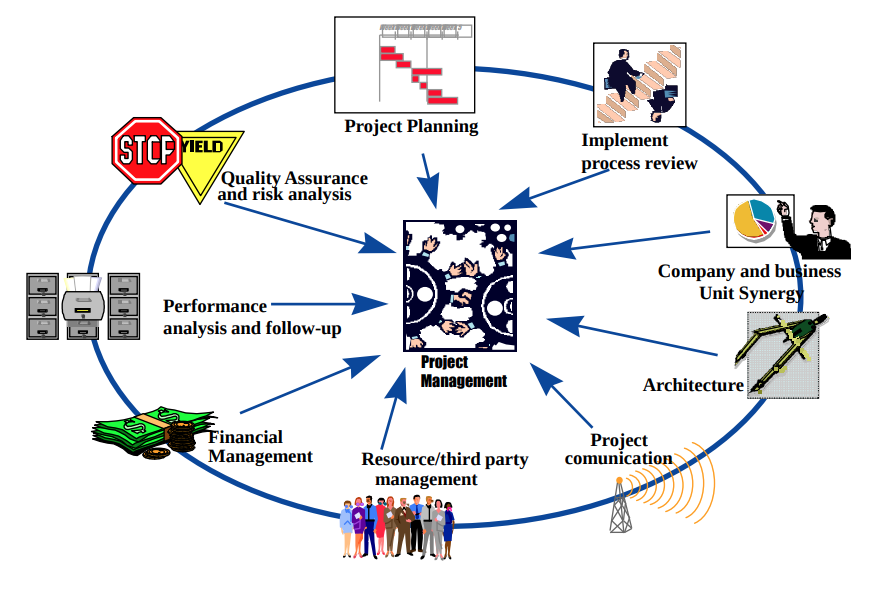 Project Planning
Implement
process review
STOP
YIELD
Quality Assurance
and risk analysis
Company and business
Unit Synergy
Performance
analysis and follow-up
Project
Management
Architecture
Financial
Management
Resource/third party
management
Project
comunication